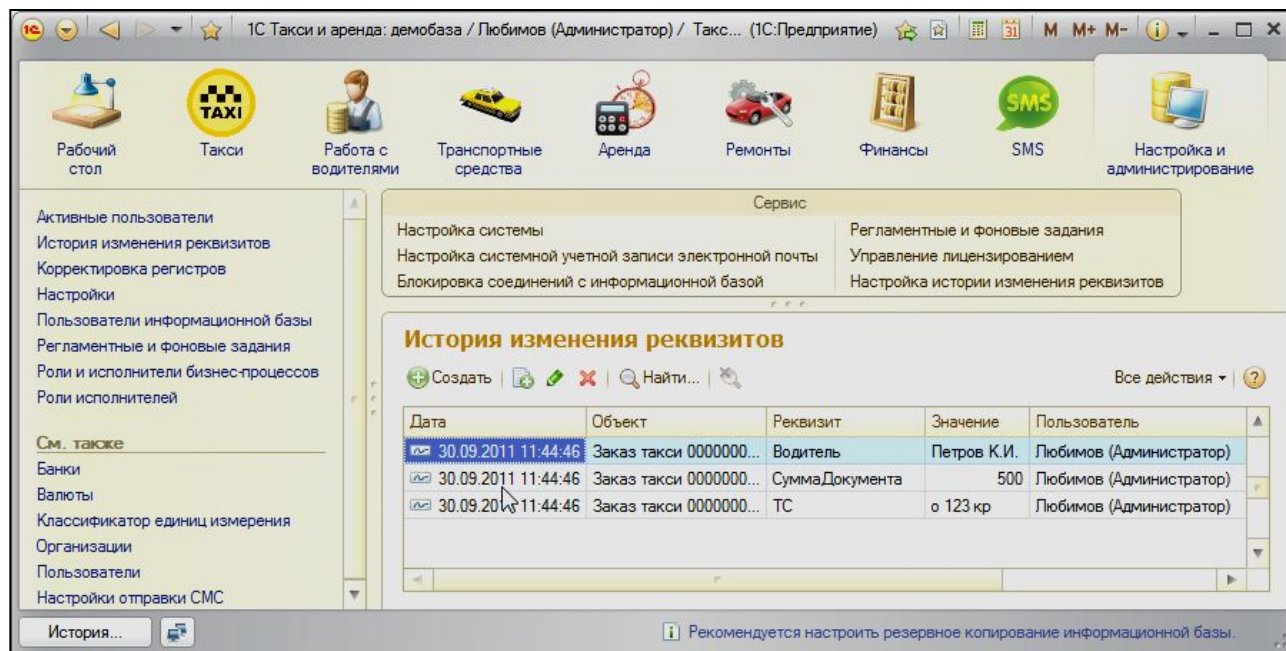 1С Такси и аренда: демобаза / Любимов (Администратор) / Такс... (1С:Предприятие)
31 M M+ M-
TAXI
SMS
Рабочий стол
Такси
Работа с водителями
Транспортные средства
Аренда
Ремонты
Финансы
SMS
Настройка и администрирование
Активные пользователи
История изменения реквизитов
Корректировка регистров
Настройки
Пользователи информационной базы
Регламентные и фоновые задания
Роли и исполнители бизнес-процессов
Роли исполнителей
См. также
Банки
Валюты
Классификатор единиц измерения
Организации
Пользователи
Настройки отправки СМС
Сервис
Настройка системы
Настройка системной учетной записи электронной почты
Блокировка соединений с информационной базой
Регламентные и фоновые задания
Управление лицензированием
Настройка истории изменения реквизитов
История изменения реквизитов
Создать Найти... Все действия
Дата Объект Реквизит Значение Пользователь
30.09.2011 11:44:46 Заказ такси 0000000... Водитель Петров К.И. Любимов (Администратор)
30.09.2011 11:44:46 Заказ такси 0000000... СуммаДокумента 500 Любимов (Администратор)
30.09.2011 11:44:46 Заказ такси 0000000... ТС о 123 кр Любимов (Администратор)
История...
Рекомендуется настроить резервное копирование информационной базы.